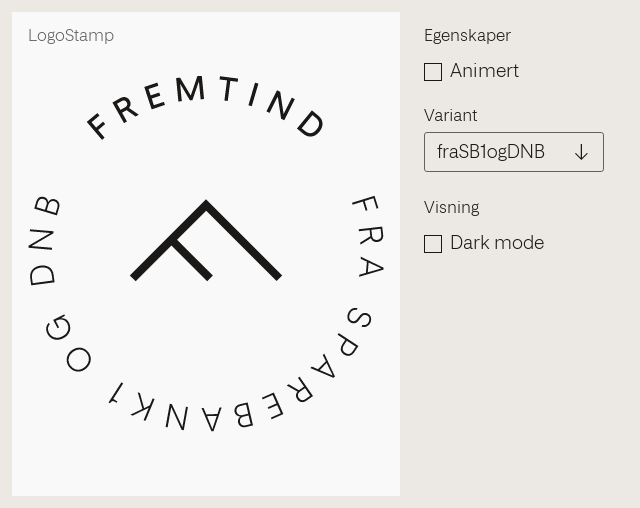 LogoStamp
FREMTIND
FRA SPAREBANK1 OG DNB
Egenskaper
Animert
Variant
fraSB1ogDNB
Visning
Dark mode